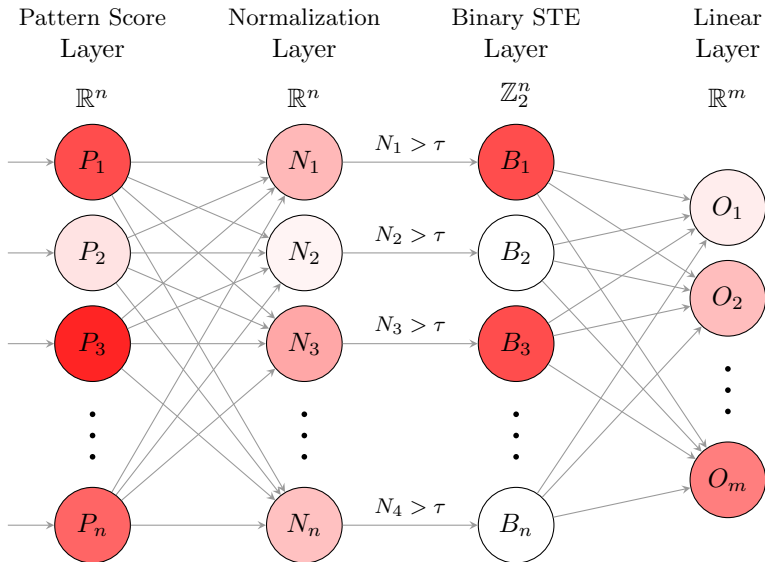 Pattern Score Layer
ℝⁿ
Normalization Layer
ℝⁿ
Binary STE Layer
ℤ₂ⁿ
Linear Layer
ℝᵐ
P₁
N₁
N₁ > τ
B₁
O₁
P₂
N₂
N₂ > τ
B₂
O₂
P₃
N₃
N₃ > τ
B₃
Oₘ
Pₙ
Nₙ
N₄ > τ
Bₙ